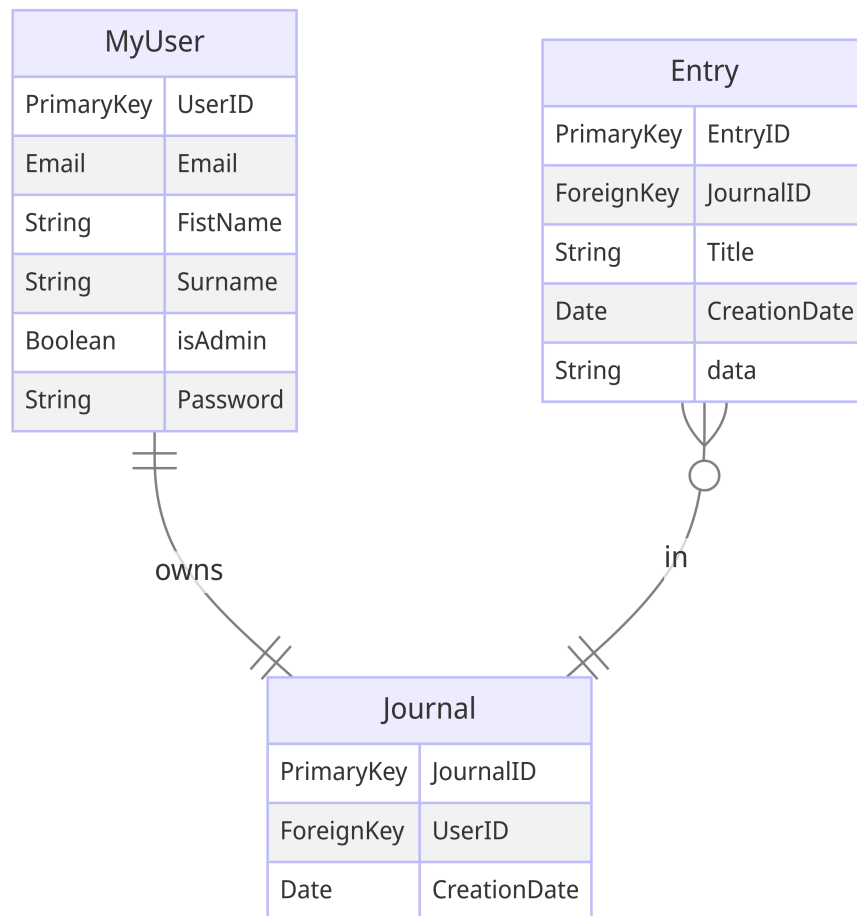 MyUser
PrimaryKey UserID
Email Email
String FistName
String Surname
Boolean isAdmin
String Password
Entry
PrimaryKey EntryID
ForeignKey JournalID
String Title
Date CreationDate
String data
owns
in
Journal
PrimaryKey JournalID
ForeignKey UserID
Date CreationDate